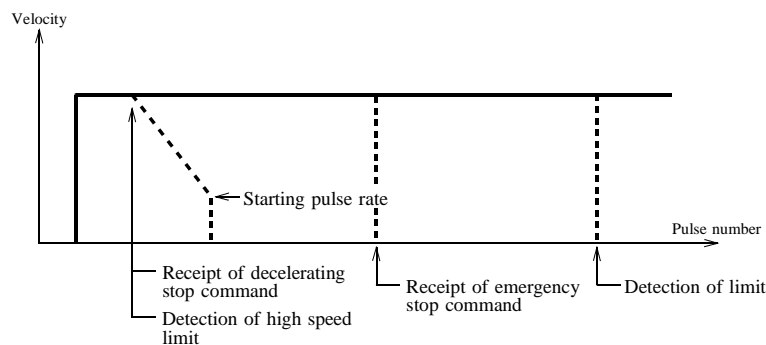 Velocity
Starting pulse rate
Pulse number
Receipt of decelerating
stop command
Detection of high speed
limit
Receipt of emergency
stop command
Detection of limit